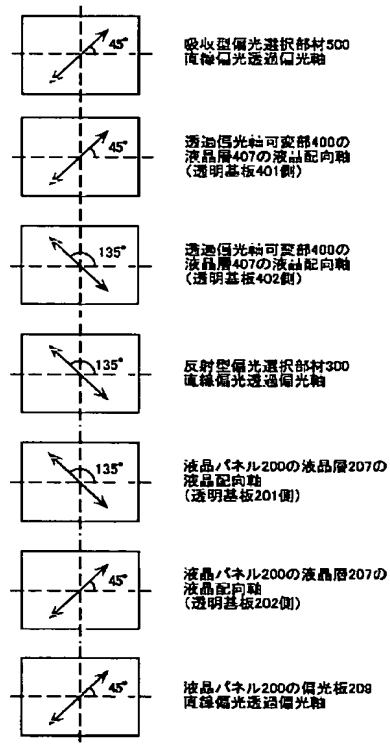 45°
吸収型偏光選択部材500
直線偏光透過偏光軸
45°
透過偏光軸可変部400の
液晶層407の液晶配向軸
(透明基板401側)
135°
透過偏光軸可変部400の
液晶層407の液晶配向軸
(透明基板402側)
135°
反射型偏光選択部材300
直線偏光透過偏光軸
135°
液晶パネル200の液晶層207の
液晶配向軸
(透明基板201側)
45°
液晶パネル200の液晶層207の
液晶配向軸
(透明基板202側)
45°
液晶パネル200の偏光板209
直線偏光透過偏光軸